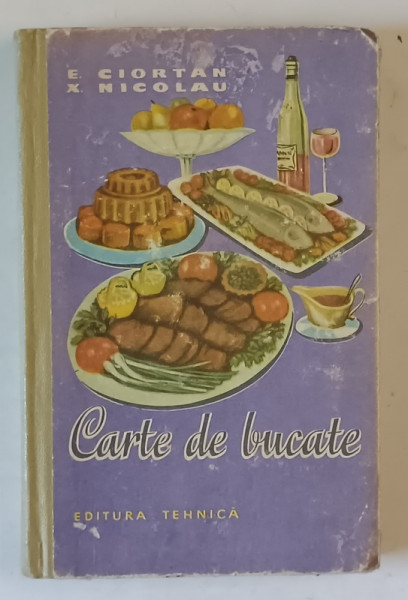 E. CIORTAN
X. NICOLAU
Carte de bucate
EDITURA TEHNICĂ